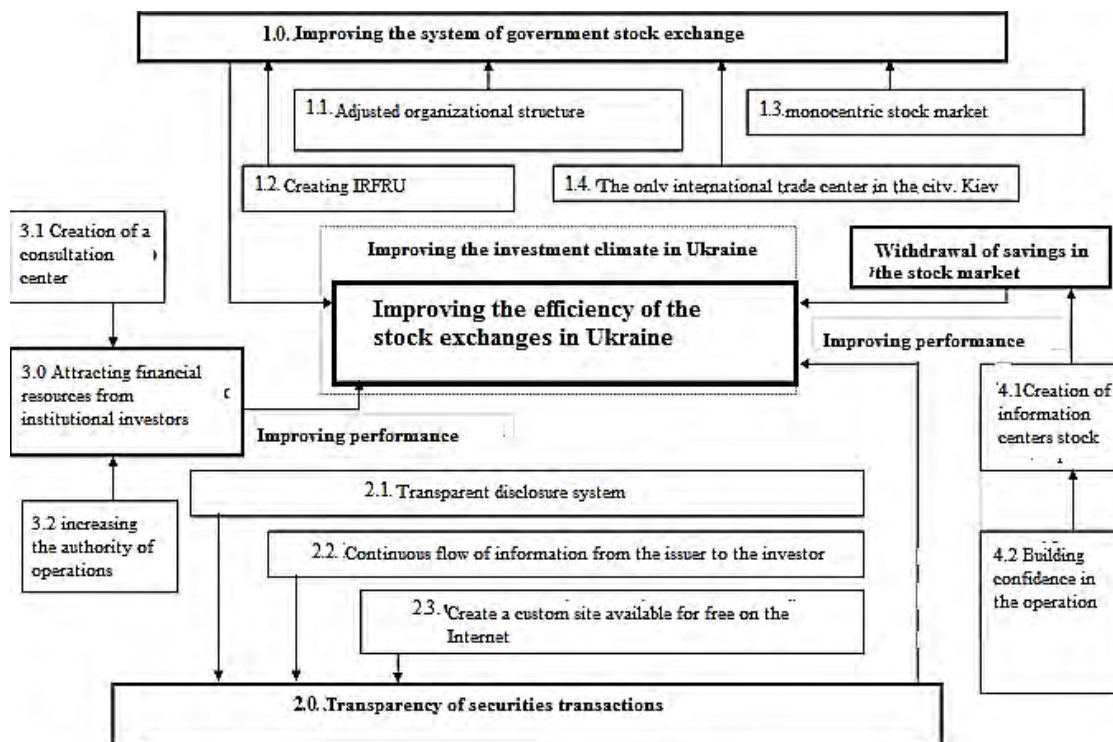 1.0. Improving the system of government stock exchange
1.1. Adjusted organizational structure
1.3. monocentric stock market
1.2. Creating IRFRU
1.4. The only international trade center in the city. Kiev
3.1 Creation of a
consultation
center
Improving the investment climate in Ukraine
Withdrawal of savings in
the stock market
Improving the efficiency of the
stock exchanges in Ukraine
Improving performance
3.0 Attracting financial
resources from
institutional investors
4.1Creation of
information
centers stock
Improving performance
2.1. Transparent disclosure system
3.2 increasing
the authority of
operations
2.2. Continuous flow of information from the issuer to the investor
4.2 Building
confidence in
the operation
2.3. Create a custom site available for free on the
Internet
2.0. Transparency of securities transactions